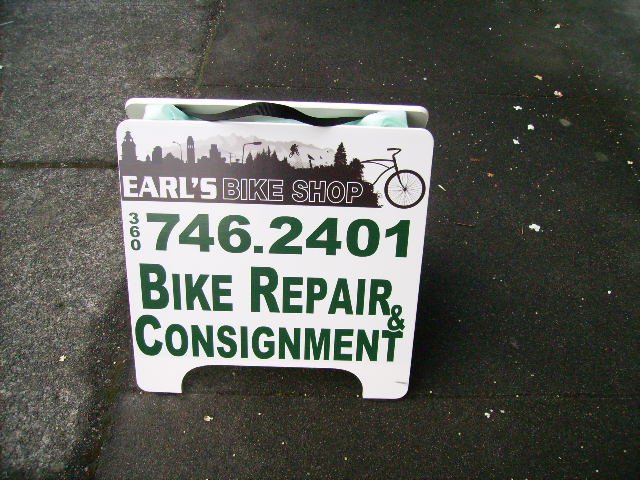 EARL'S BIKE SHOP
360 746.2401
BIKE REPAIR &
CONSIGNMENT